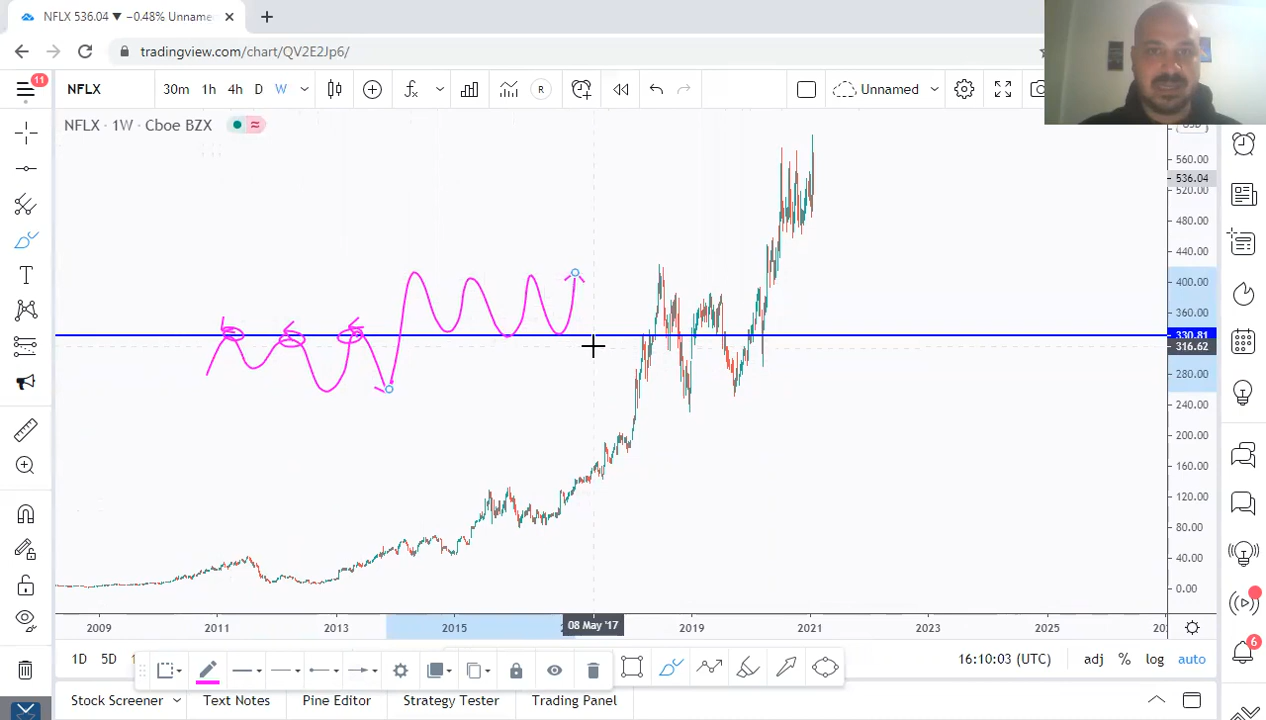 NFLX 536.04 ▼ −0.48% Unname
tradingview.com/chart/QV2E2Jp6/
11
NFLX
30m 1h 4h D W
R
Unnamed
NFLX · 1W · Cboe BZX
USD
560.00
536.04
520.00
480.00
440.00
400.00
360.00
330.81
316.62
280.00
240.00
200.00
160.00
120.00
80.00
40.00
0.00
2009 2011 2013 2015 08 May '17 2019 2021 2023 2025
1D 5D
16:10:03 (UTC) adj % log auto
6
Stock Screener Text Notes Pine Editor Strategy Tester Trading Panel